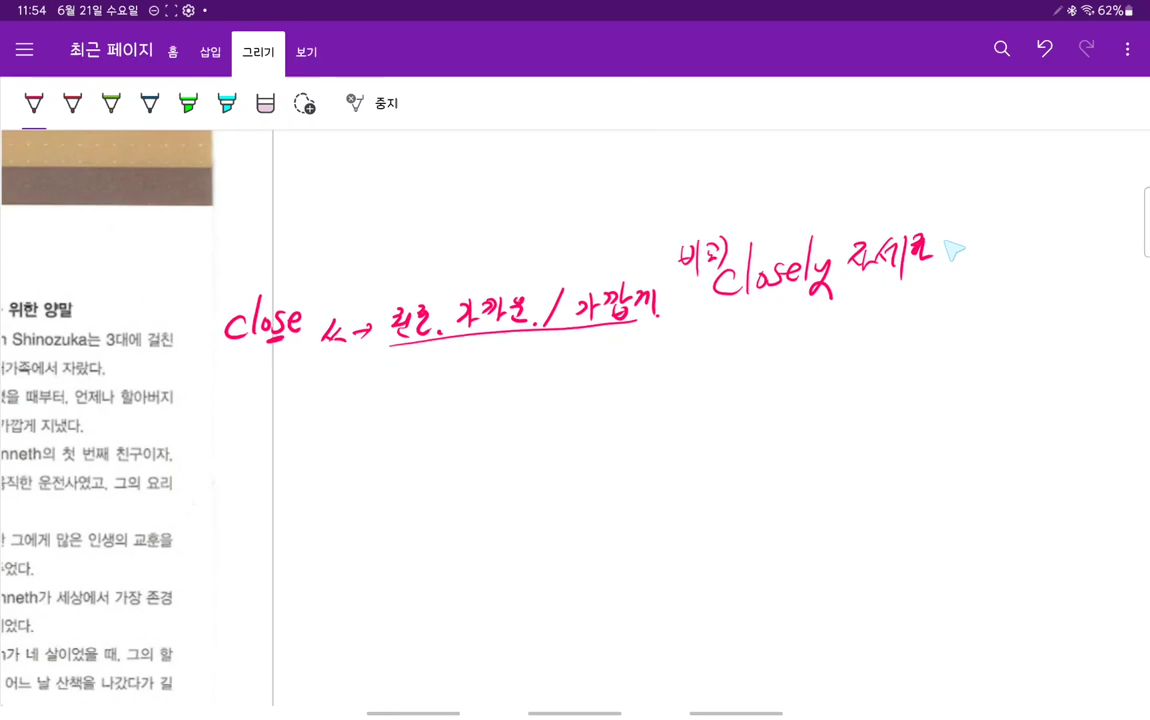 11:54 6월 21일 수요일 62%
최근 페이지 홈 삽입 그리기 보기
중지
위한 양말
Shinozuka는 3대에 걸친
가족에서 자랐다.
때부터, 언제나 할아버지
가깝게 지냈다.
nneth의 첫 번째 친구이자,
음직한 운전사였고, 그의 요리
그에게 많은 인생의 교훈을
주었다.
nneth가 세상에서 가장 존경
이었다.
h가 네 살이었을 때, 그의 할
어느 날 산책을 나갔다가 길
비교) closely 자세히
close 가까운. / 가깝게.